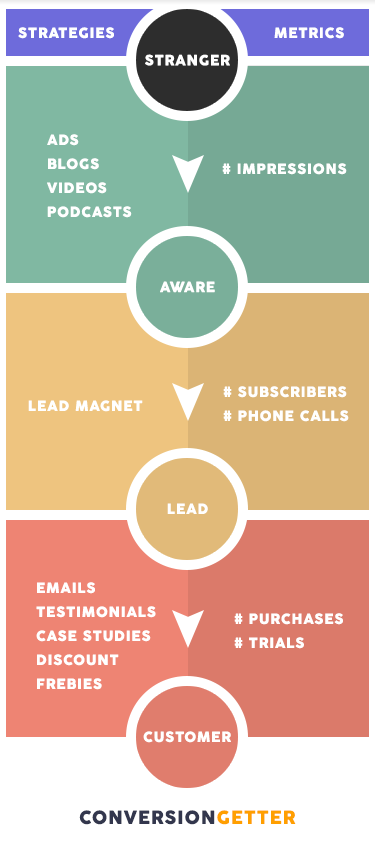 STRATEGIES
METRICS
STRANGER
ADS
BLOGS
VIDEOS
PODCASTS
# IMPRESSIONS
AWARE
LEAD MAGNET
# SUBSCRIBERS
# PHONE CALLS
LEAD
EMAILS
TESTIMONIALS
CASE STUDIES
DISCOUNT
FREBIES
# PURCHASES
# TRIALS
CUSTOMER
CONVERSIONGETTER